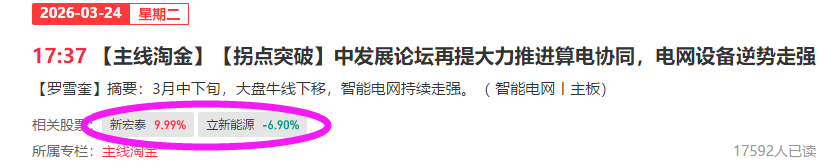 2026-03-24 星期二
17:37 【主线淘金】【拐点突破】中发展论坛再提大力推进算电协同，电网设备逆势走强
【罗雪奎】摘要：3月中下旬，大盘牛线下移，智能电网持续走强。（智能电网丨主板）
相关股票： 新宏泰 9.99% 立新能源 -6.90%
所属专栏：主线淘金 17592人已读